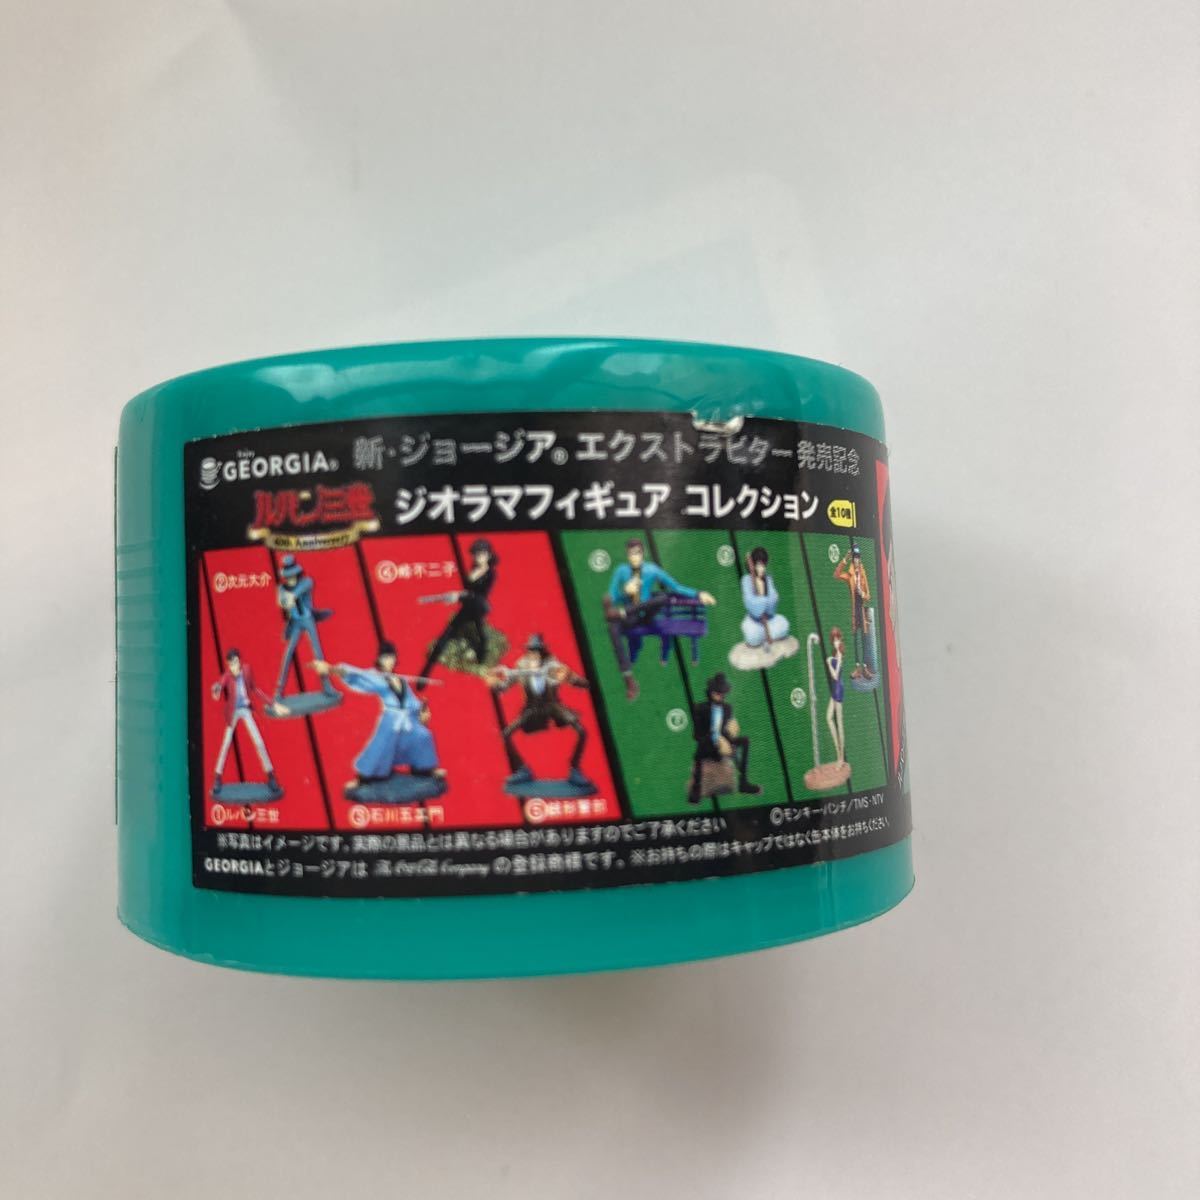 Enjoy
GEORGIA® 新・ジョージア® エクストラビター 発売記念
ルパン三世 ジオラマフィギュア コレクション 全10種
40th Anniversary
②次元大介 ④峰不二子 ⑥ ⑧ ⑩
⑦ ⑨
①ルパン三世 ③石川五ェ門 ⑤銭形警部
©モンキー・パンチ/TMS・NTV
※写真はイメージです。実際の景品とは異なる場合がありますのでご了承ください
GEORGIAとジョージアは The Coca-Cola Company の登録商標です。※お持ちの際はキャップではなく缶本体をお持ちください。